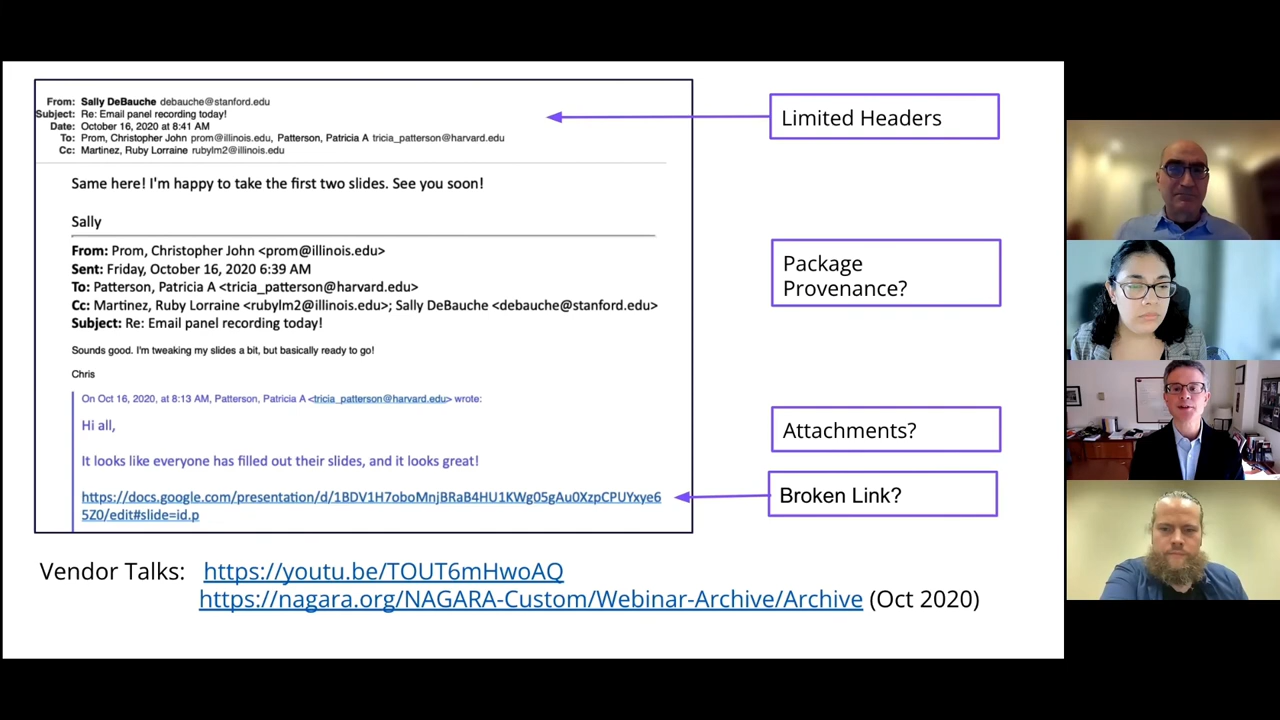 From: Sally DeBauche debauche@stanford.edu
Subject: Re: Email panel recording today!
Date: October 16, 2020 at 8:41 AM
To: Prom, Christopher John prom@illinois.edu, Patterson, Patricia A tricia_patterson@harvard.edu
Cc: Martinez, Ruby Lorraine rubylm2@illinois.edu
Limited Headers
Same here! I'm happy to take the first two slides. See you soon!
Sally
From: Prom, Christopher John <prom@illinois.edu>
Sent: Friday, October 16, 2020 6:39 AM
To: Patterson, Patricia A <tricia_patterson@harvard.edu>
Cc: Martinez, Ruby Lorraine <rubylm2@illinois.edu>; Sally DeBauche <debauche@stanford.edu>
Subject: Re: Email panel recording today!
Package
Provenance?
Sounds good. I'm tweaking my slides a bit, but basically ready to go!
Chris
On Oct 16, 2020, at 8:13 AM, Patterson, Patricia A <tricia_patterson@harvard.edu> wrote:
Hi all,
It looks like everyone has filled out their slides, and it looks great!
https://docs.google.com/presentation/d/1BDV1H7oboMnjBRaB4HU1KWg05gAu0XzpCPUYxye6
5Z0/edit#slide=id.p
Attachments?
Broken Link?
Vendor Talks: https://youtu.be/TOUT6mHwoAQ
https://nagara.org/NAGARA-Custom/Webinar-Archive/Archive (Oct 2020)